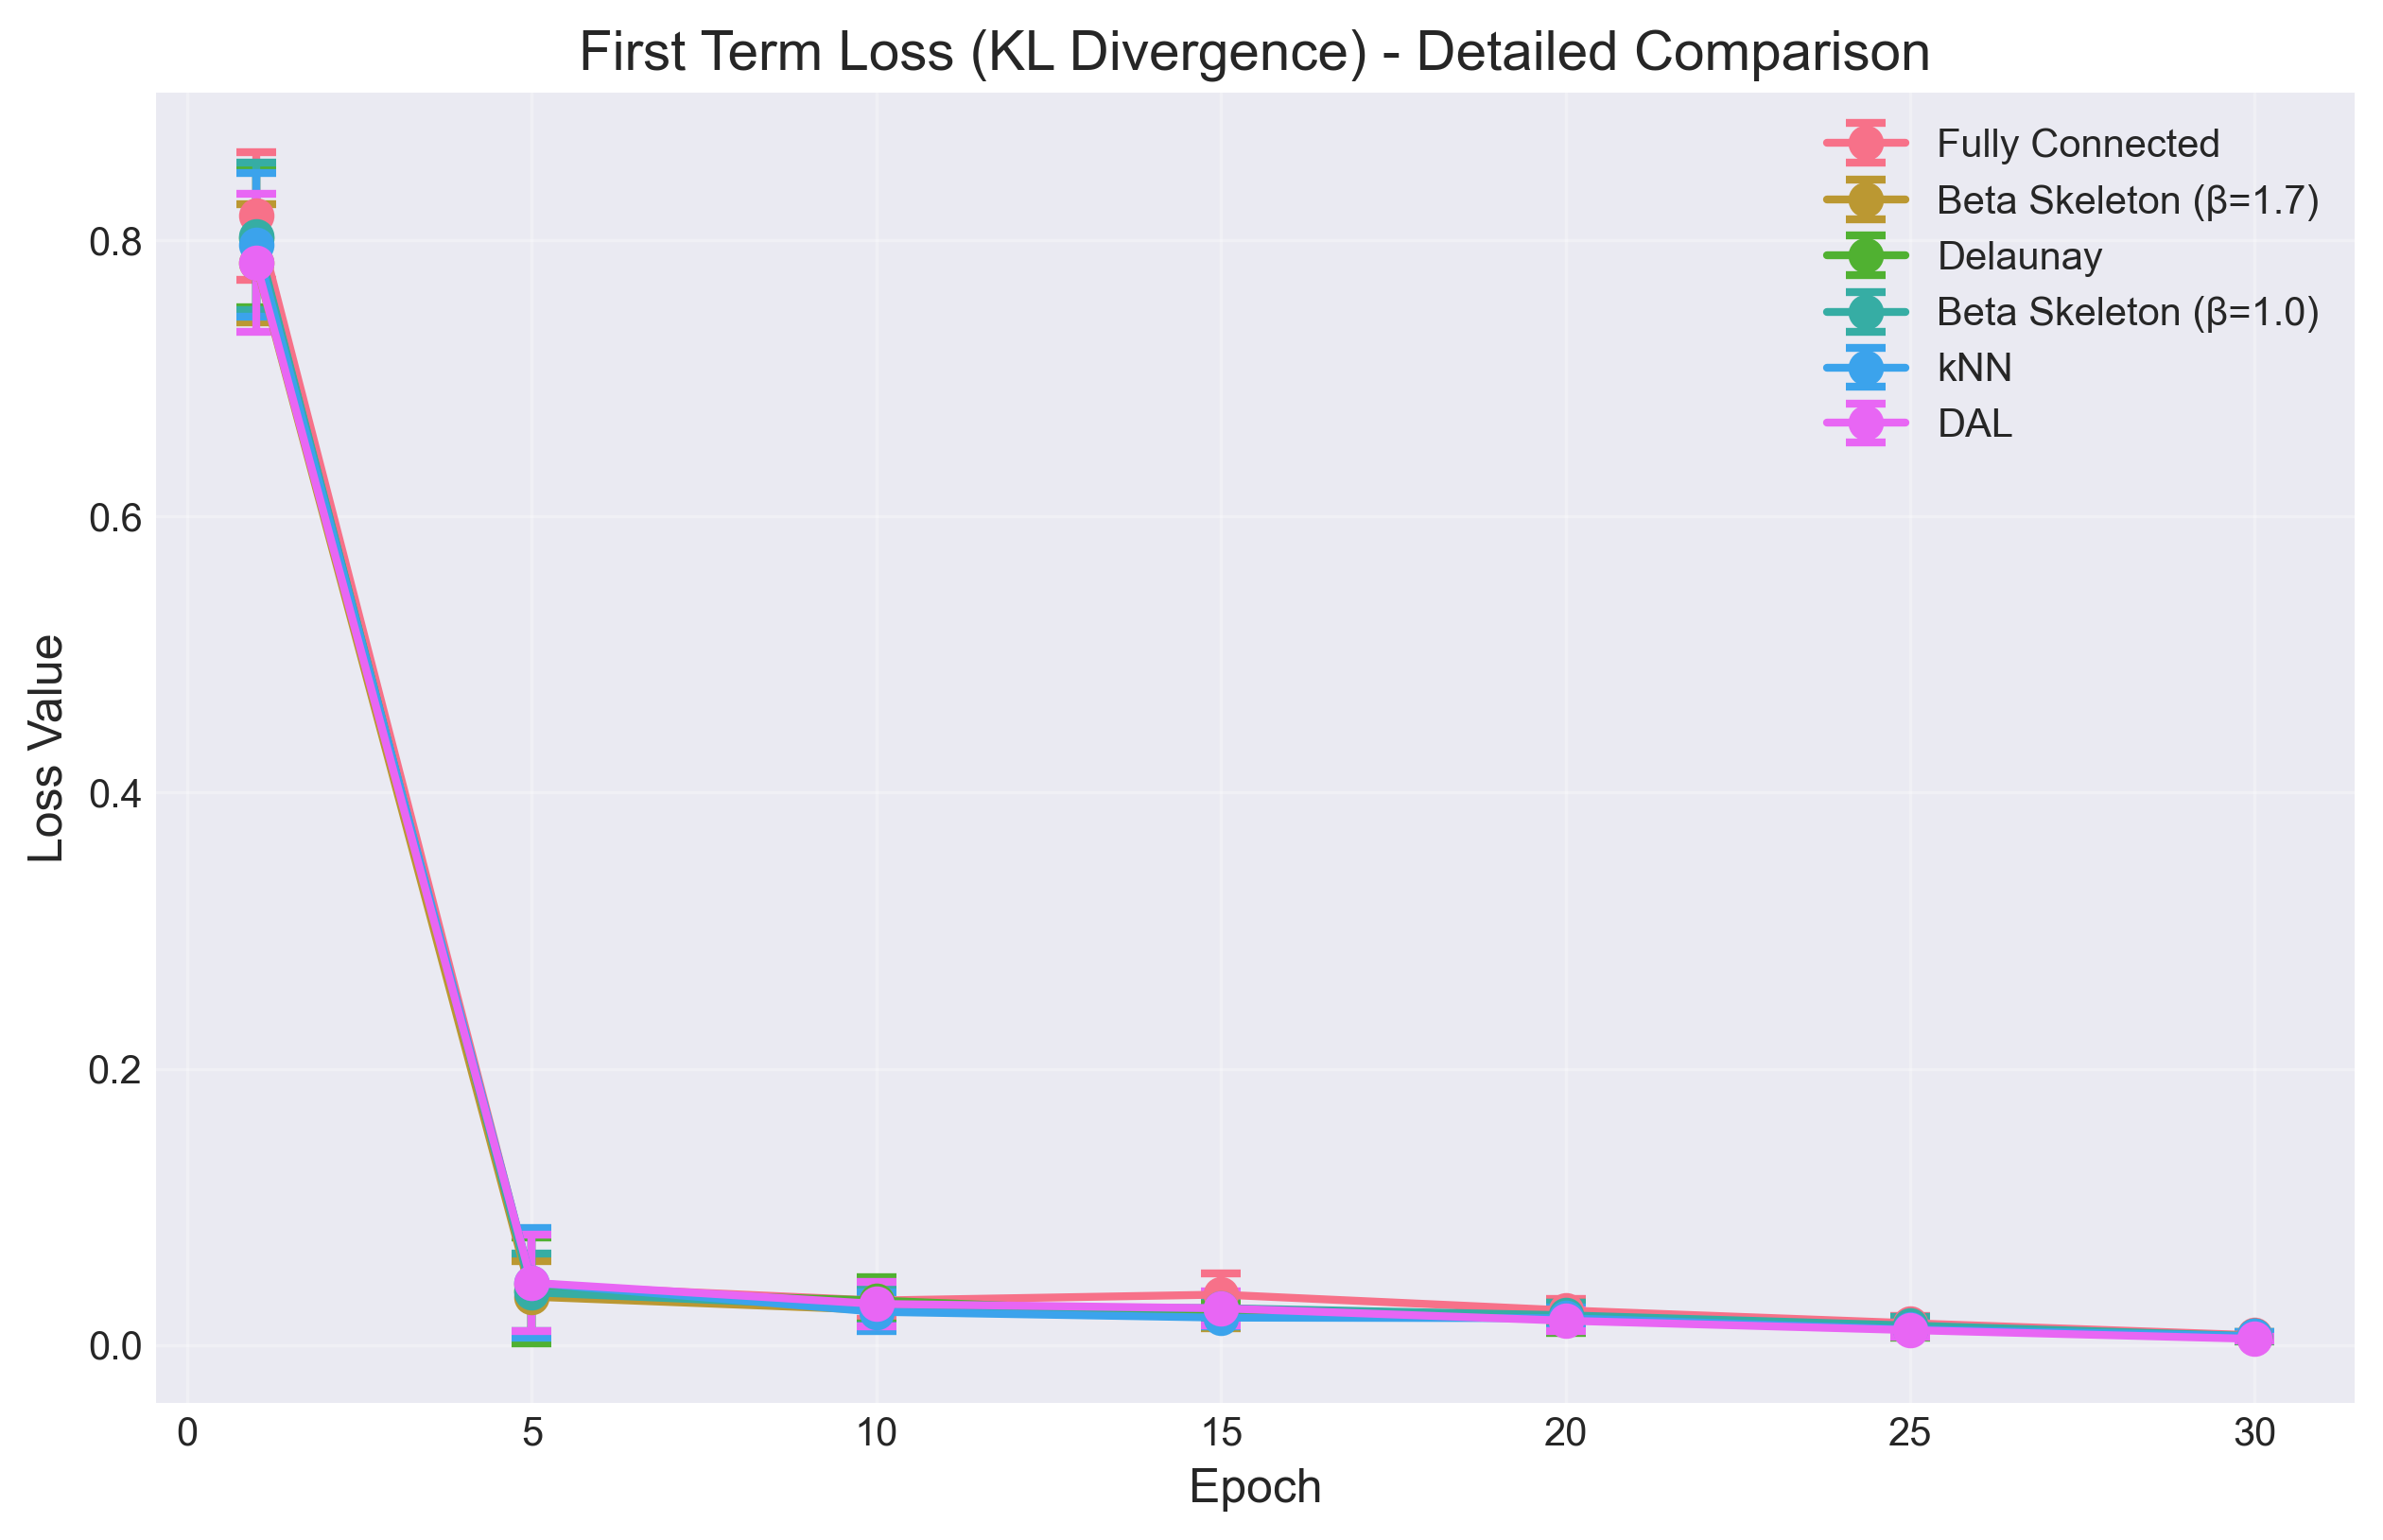 First Term Loss (KL Divergence) - Detailed Comparison
Fully Connected
Beta Skeleton (β=1.7)
Delaunay
Beta Skeleton (β=1.0)
kNN
DAL
Loss Value
0.8
0.6
0.4
0.2
0.0
0 5 10 15 20 25 30
Epoch